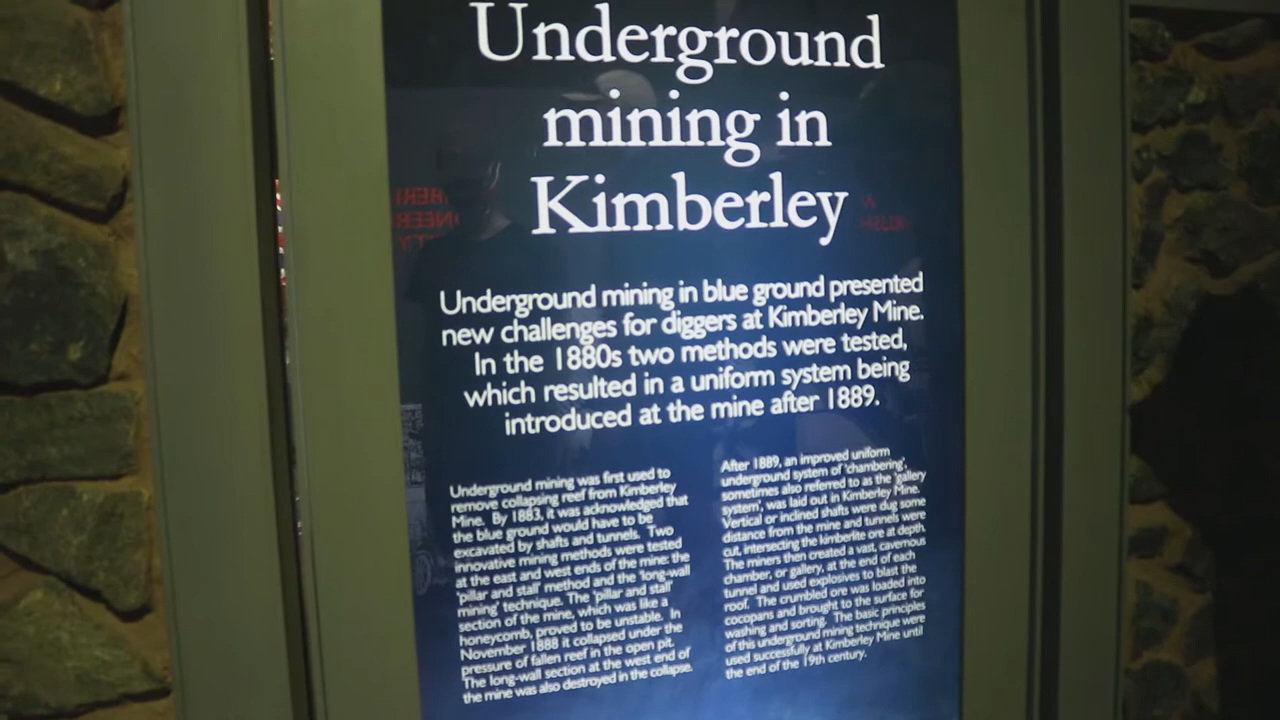 Underground
mining in
Kimberley
Underground mining in blue ground presented
new challenges for diggers at Kimberley Mine.
In the 1880s two methods were tested,
which resulted in a uniform system being
introduced at the mine after 1889.
Underground mining was first used to
remove collapsing reef from Kimberley
Mine. By 1883, it was acknowledged that
the blue ground would have to be
excavated by shafts and tunnels. Two
innovative mining methods were tested
at the east and west ends of the mine: the
'pillar and stall' method and the 'long-wall
mining' technique. The 'pillar and stall'
section of the mine, which was like a
honeycomb, proved to be unstable. In
November 1888 it collapsed under the
pressure of fallen reef in the open pit.
The long-wall section at the west end of
the mine was also destroyed in the collapse.
After 1889, an improved uniform
underground system of 'chambering',
sometimes also referred to as the 'gallery
system', was laid out in Kimberley Mine.
Vertical or inclined shafts were dug some
distance from the mine and tunnels were
cut, intersecting the kimberlite ore at depth.
The miners then created a vast, cavernous
chamber, or gallery, at the end of each
tunnel and used explosives to blast the
roof. The crumbled ore was loaded into
cocopans and brought to the surface for
washing and sorting. The basic principles
of this underground mining technique were
used successfully at Kimberley Mine until
the end of the 19th century.